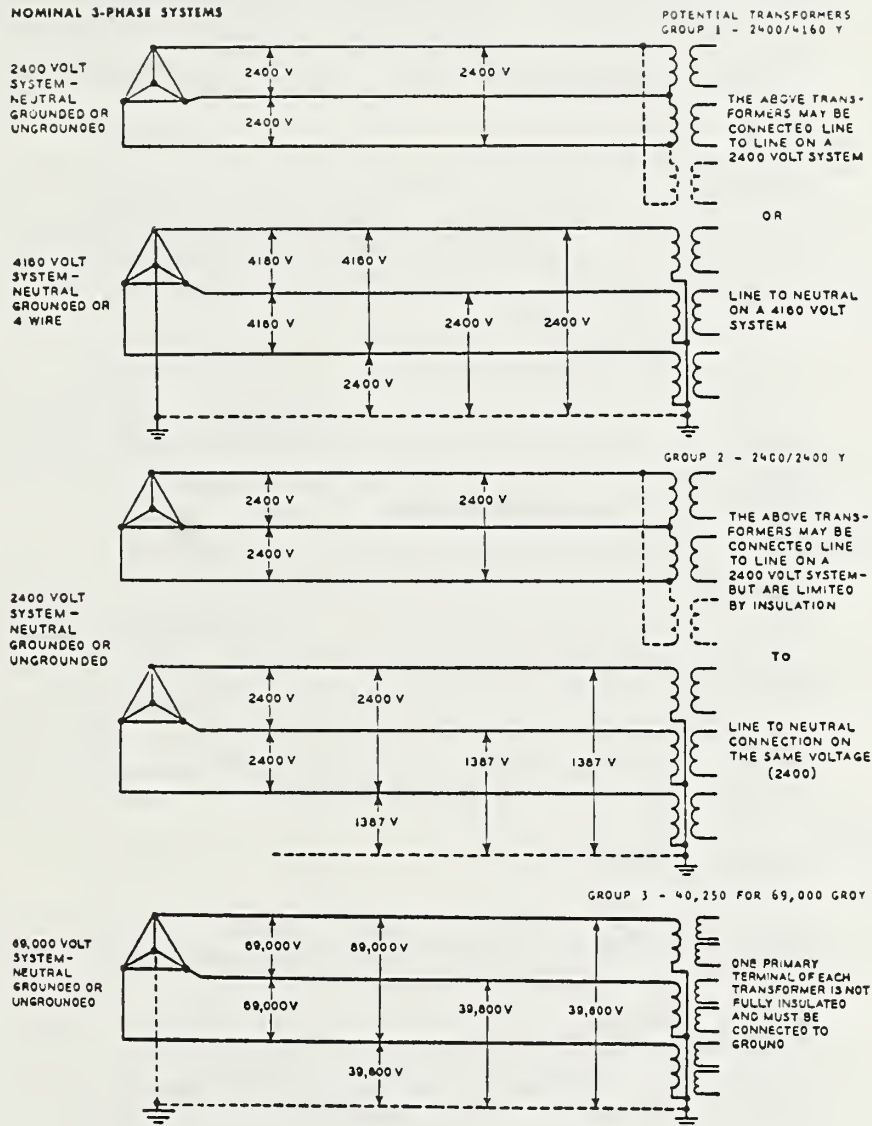 NOMINAL 3-PHASE SYSTEMS
POTENTIAL TRANSFORMERS
GROUP 1 - 2400/4160 Y
2400 VOLT
SYSTEM-
NEUTRAL
GROUNDED OR
UNGROUNDED
2400 V
2400 V
2400 V
THE ABOVE TRANS-
FORMERS MAY BE
CONNECTED LINE
TO LINE ON A
2400 VOLT SYSTEM
OR
4160 VOLT
SYSTEM-
NEUTRAL
GROUNDED OR
4 WIRE
4160 V
4160 V
4160 V
2400 V
2400 V
2400 V
LINE TO NEUTRAL
ON A 4160 VOLT
SYSTEM
GROUP 2 - 2400/2400 Y
2400 V
2400 V
2400 V
THE ABOVE TRANS-
FORMERS MAY BE
CONNECTED LINE
TO LINE ON A
2400 VOLT SYSTEM-
BUT ARE LIMITED
BY INSULATION
2400 VOLT
SYSTEM-
NEUTRAL
GROUNDED OR
UNGROUNDED
TO
2400 V
2400 V
2400 V
1387 V
1387 V
1387 V
LINE TO NEUTRAL
CONNECTION ON
THE SAME VOLTAGE
(2400)
GROUP 3 - 40,250 FOR 69,000 GRDY
69,000 VOLT
SYSTEM-
NEUTRAL
GROUNDED OR
UNGROUNDED
69,000 V
69,000 V
69,000 V
39,800 V
39,800 V
39,800 V
ONE PRIMARY
TERMINAL OF EACH
TRANSFORMER IS NOT
FULLY INSULATED
AND MUST BE
CONNECTED TO
GROUND